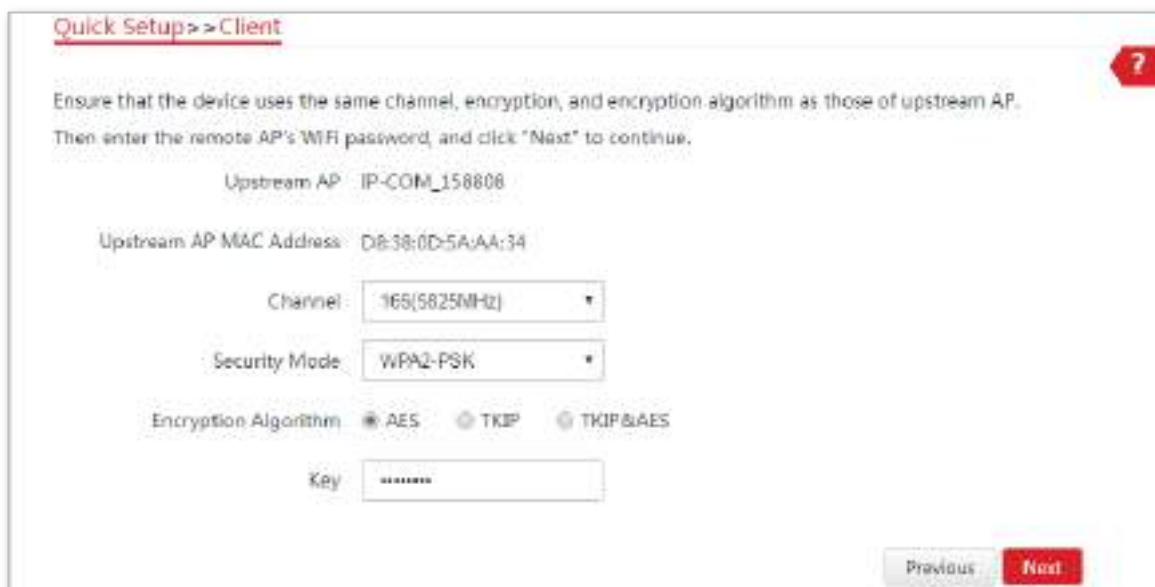 Quick Setup>>Client
?
Ensure that the device uses the same channel, encryption, and encryption algorithm as those of upstream AP.
Then enter the remote AP's WiFi password, and click "Next" to continue.
Upstream AP IP-COM_158808
Upstream AP MAC Address D8:38:0D:5A:AA:34
Channel 165(5825MHz)
Security Mode WPA2-PSK
Encryption Algorithm AES TKIP TKIP&AES
Key ••••••••
Previous Next